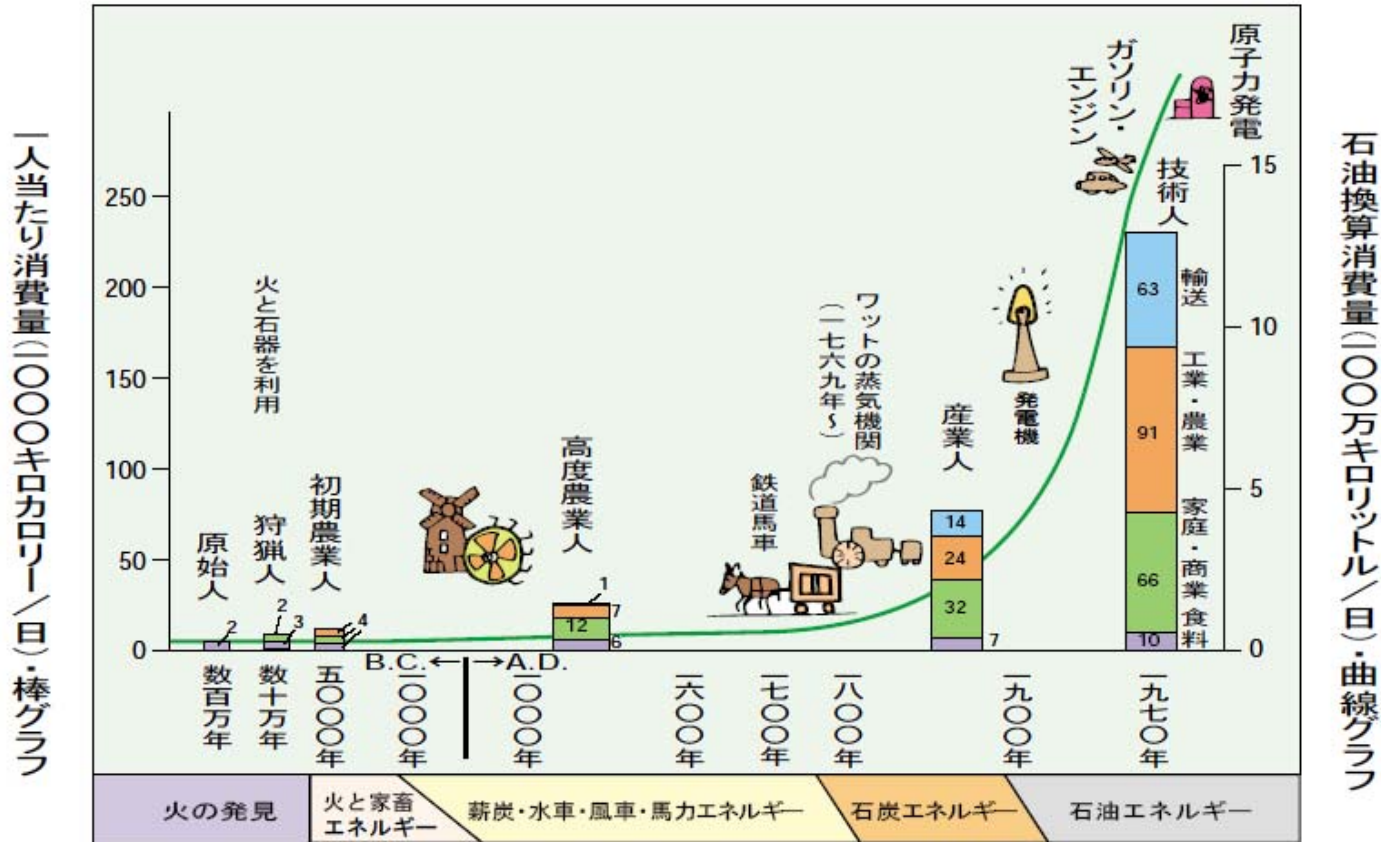 一人当たり消費量(一〇〇〇キロカロリー/日)・棒グラフ
250
200
150
100
50
0
火と石器を利用
原始人
狩猟人
初期農業人
高度農業人
鉄道馬車
ワットの蒸気機関
(一七六九年~)
産業人
発電機
ガソリン・
エンジン
原子力発電
技術人
輸送
工業・農業
家庭・商業
食料
2
2
3
4
1
7
12
6
14
24
32
7
63
91
66
10
15
10
5
0
石油換算消費量(一〇〇万キロリットル/日)・曲線グラフ
B.C.←→A.D.
数百万年
数十万年
五〇〇〇年
一〇〇〇年
一〇〇〇年
一六〇〇年
一七〇〇年
一八〇〇年
一九〇〇年
一九七〇年
火の発見
火と家畜
エネルギー
薪炭・水車・風車・馬力エネルギー
石炭エネルギー
石油エネルギー